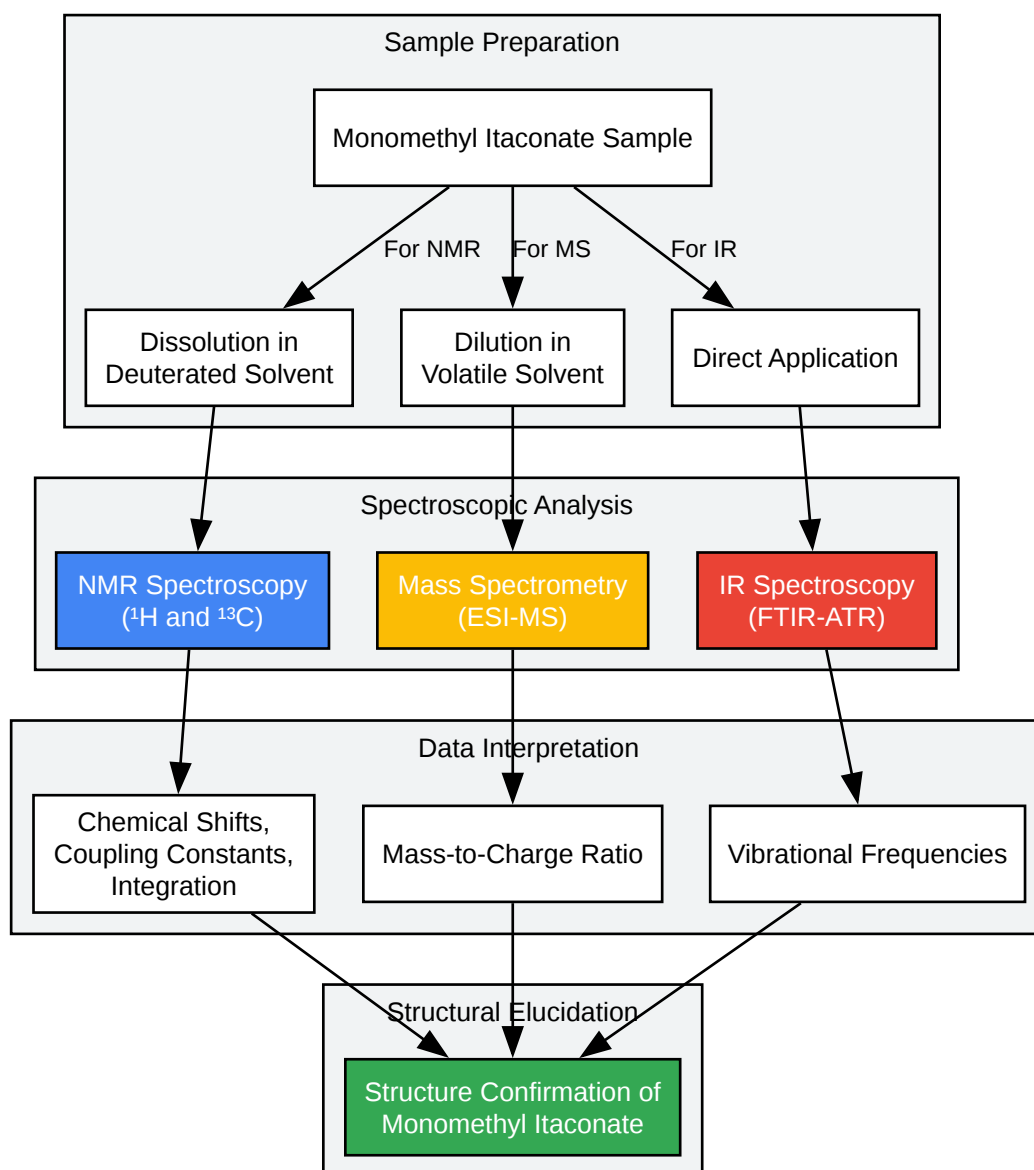 Sample Preparation
Monomethyl Itaconate Sample
For NMR
For MS
For IR
Dissolution in
Deuterated Solvent
Dilution in
Volatile Solvent
Direct Application
Spectroscopic Analysis
NMR Spectroscopy
(¹H and ¹³C)
Mass Spectrometry
(ESI-MS)
IR Spectroscopy
(FTIR-ATR)
Data Interpretation
Chemical Shifts,
Coupling Constants,
Integration
Mass-to-Charge Ratio
Vibrational Frequencies
Structural Elucidation
Structure Confirmation of
Monomethyl Itaconate